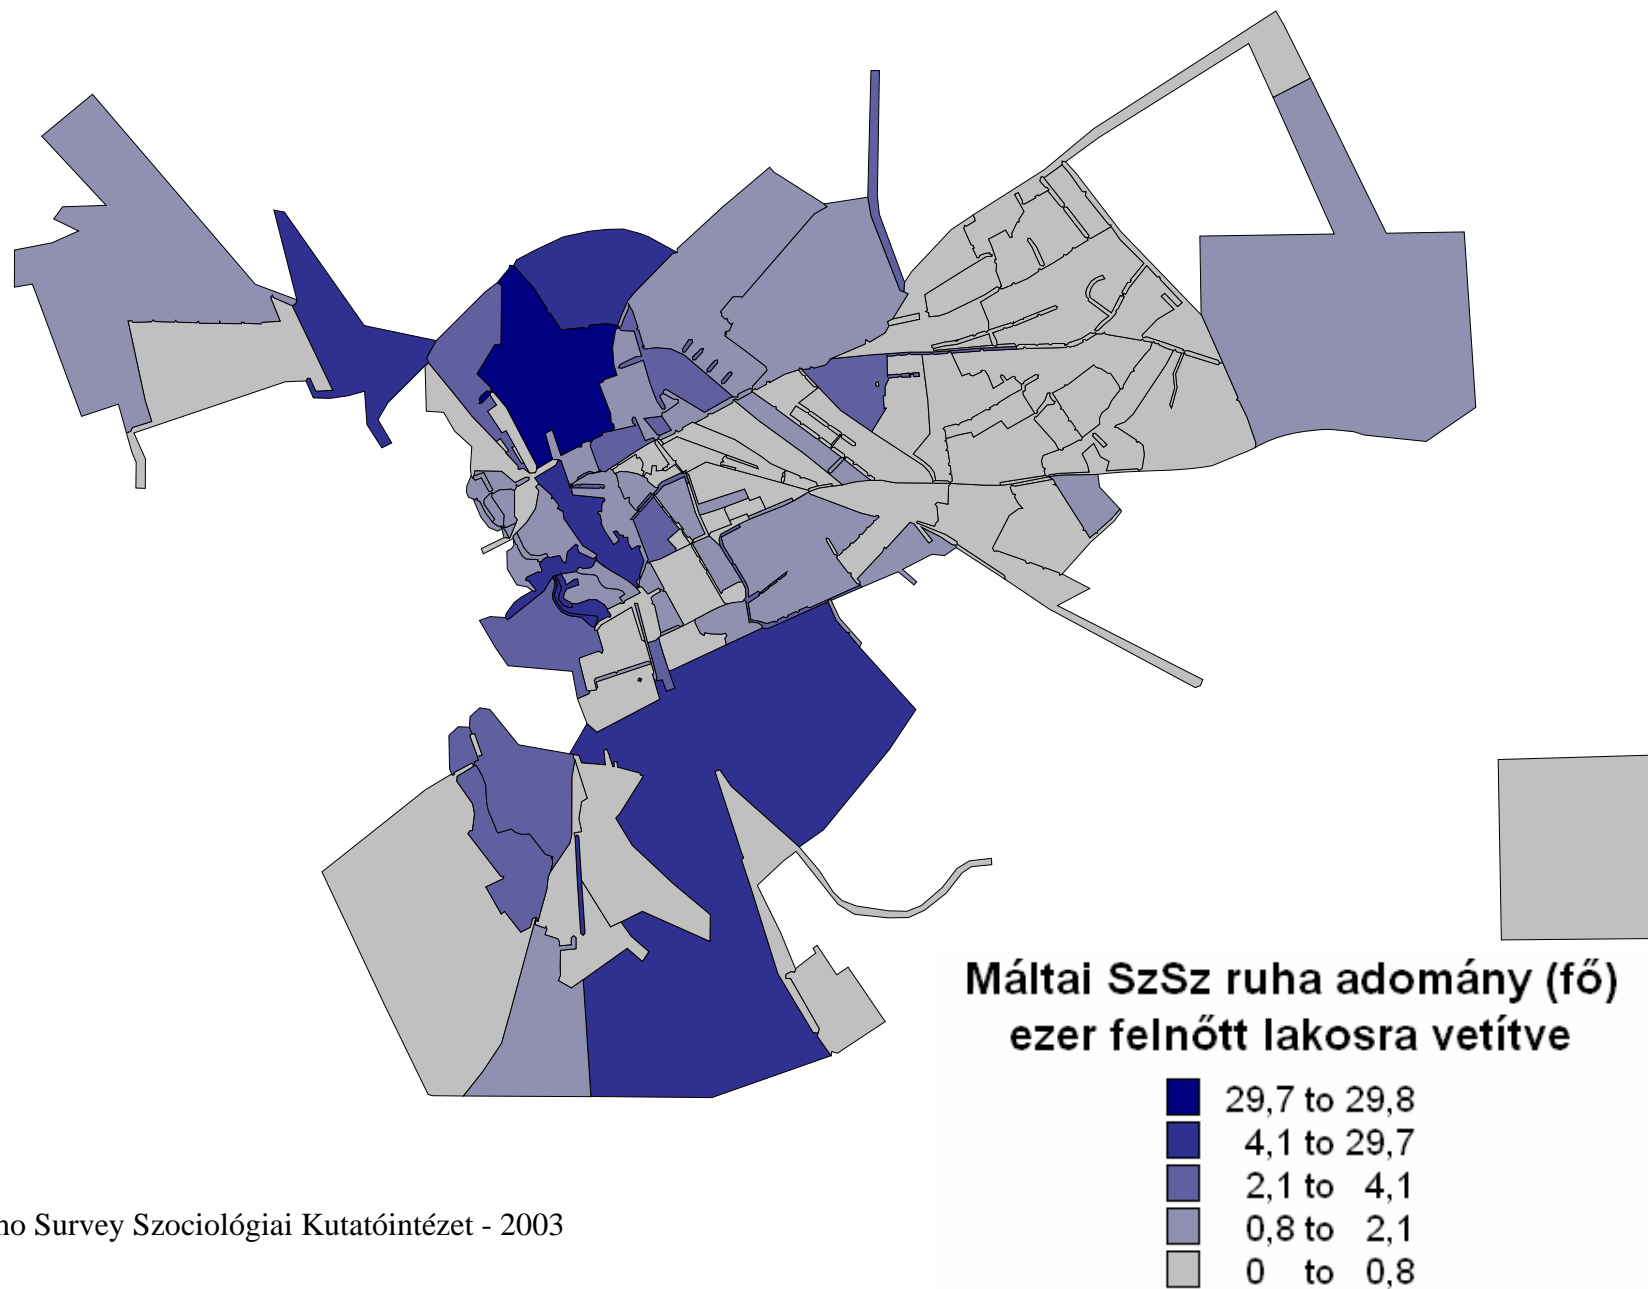 Máltai SzSz ruha adomány (fő)
ezer felnőtt lakosra vetítve
29,7 to 29,8
4,1 to 29,7
2,1 to 4,1
0,8 to 2,1
0 to 0,8
Survey Szociológiai Kutatóintézet - 2003